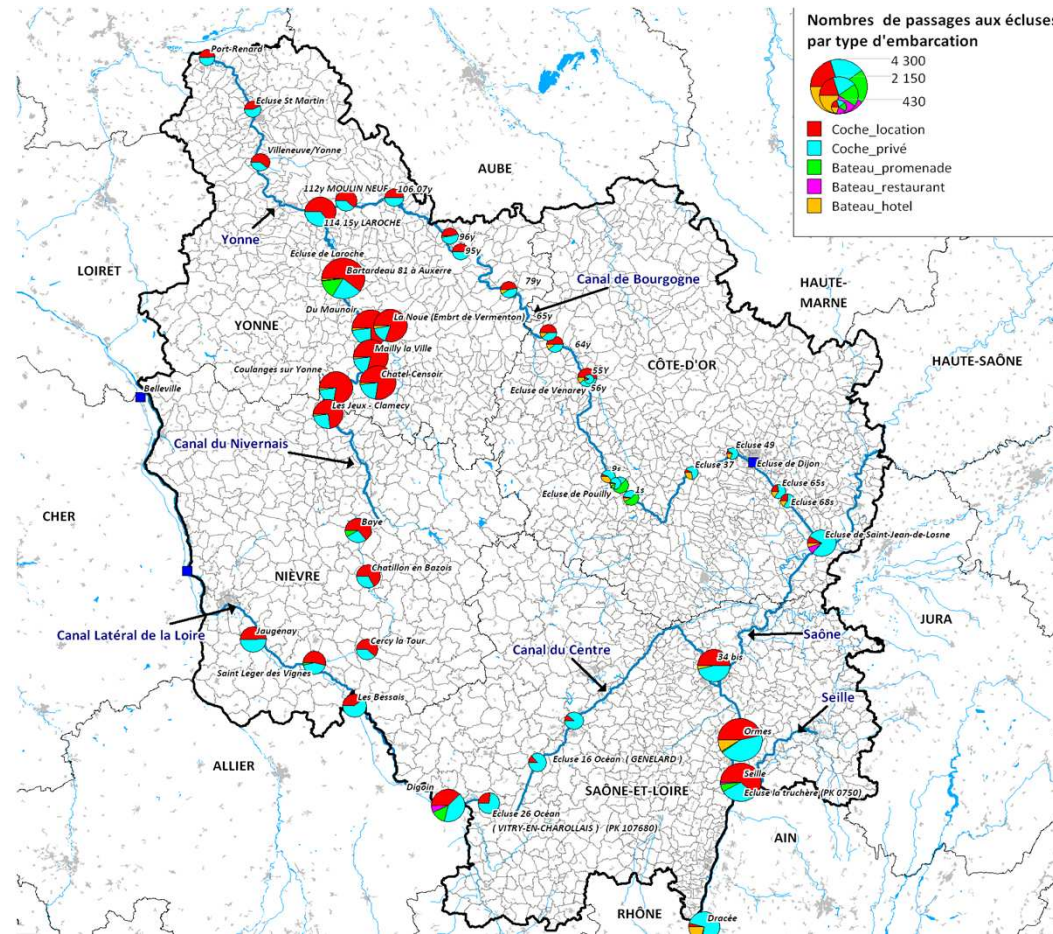 Nombres de passages aux écluses
par type d'embarcation
4 300
2 150
430
Coche_location
Coche_privé
Bateau_promenade
Bateau_restaurant
Bateau_hotel
Port-Renard
Ecluse St Martin
Villeneuve/Yonne
AUBE
112y MOULIN NEUF
106.07y
114.15y LAROCHE
Yonne
96y
95y
LOIRET
Ecluse de Laroche
Bartardeau 81 à Auxerre
79y
Canal de Bourgogne
HAUTE-
MARNE
Du Maunoir
La Noue (Embrt de Vermenton)
65y
YONNE
64y
Mailly la Ville
HAUTE-SAÔNE
CÔTE-D'OR
Coulanges sur Yonne
Chatel-Censoir
55Y
Ecluse de Venarey
56y
Belleville
Les Jeux - Clamecy
Canal du Nivernais
Ecluse 49
Ecluse de Dijon
Ecluse 37
9s
Ecluse 65s
Ecluse de Pouilly
1s
Ecluse 68s
CHER
Baye
Ecluse de Saint-Jean-de-Losne
NIÈVRE
Chatillon en Bazois
Canal Latéral de la Loire
Jaugenay
JURA
Cercy la Tour
Canal du Centre
Saône
34 bis
Saint Leger des Vignes
Les Bessais
Seille
Ormes
ALLIER
Ecluse 16 Océan ( GENELARD )
Seille
Digoin
SAÔNE-ET-LOIRE
Ecluse la truchère (PK 0750)
Ecluse 26 Océan
( VITRY-EN-CHAROLLAIS ) (PK 107680)
AIN
RHÔNE
Dracée